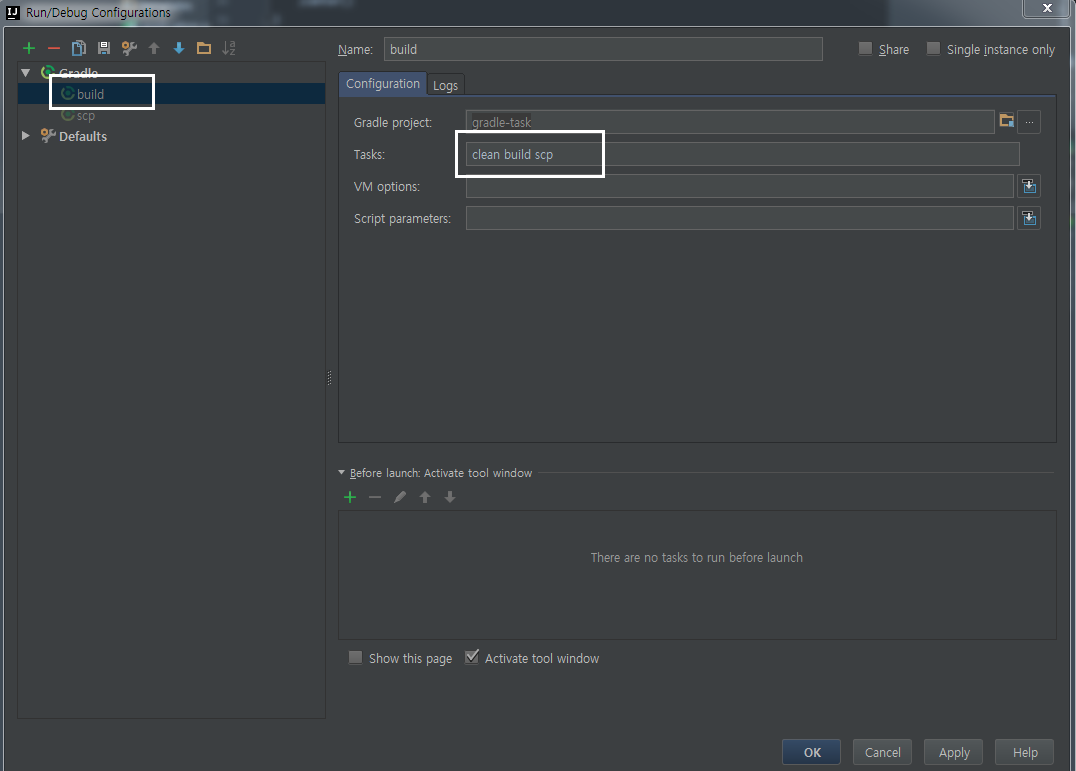 Run/Debug Configurations
Name: build Share Single instance only
Gradle
build
scp
Defaults
Configuration Logs
Gradle project: gradle-task ...
Tasks: clean build scp
VM options:
Script parameters:
Before launch: Activate tool window
There are no tasks to run before launch
Show this page Activate tool window
OK Cancel Apply Help